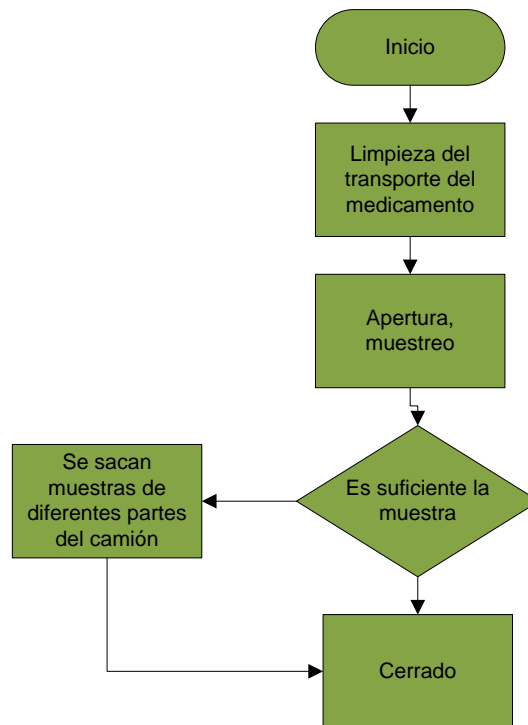 Inicio
Limpieza del
transporte del
medicamento
Apertura,
muestreo
Es suficiente la
muestra
Se sacan
muestras de
diferentes partes
del camión
Cerrado